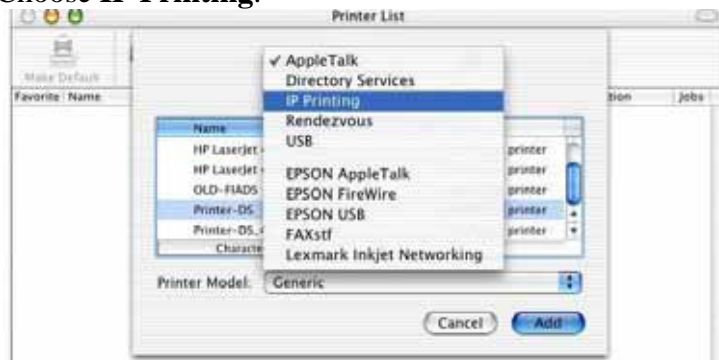 Choose IP Printing.
Printer List
Make Default
Favorite Name
tion Jobs
✓ AppleTalk
Directory Services
IP Printing
Rendezvous
USB
EPSON AppleTalk
EPSON FireWire
EPSON USB
FAXstf
Lexmark Inkjet Networking
Name
HP LaserJet printer
HP LaserJet printer
OLD-FIADS printer
Printer-DS printer
Printer-DS_ printer
Characte
Printer Model: Generic
Cancel Add